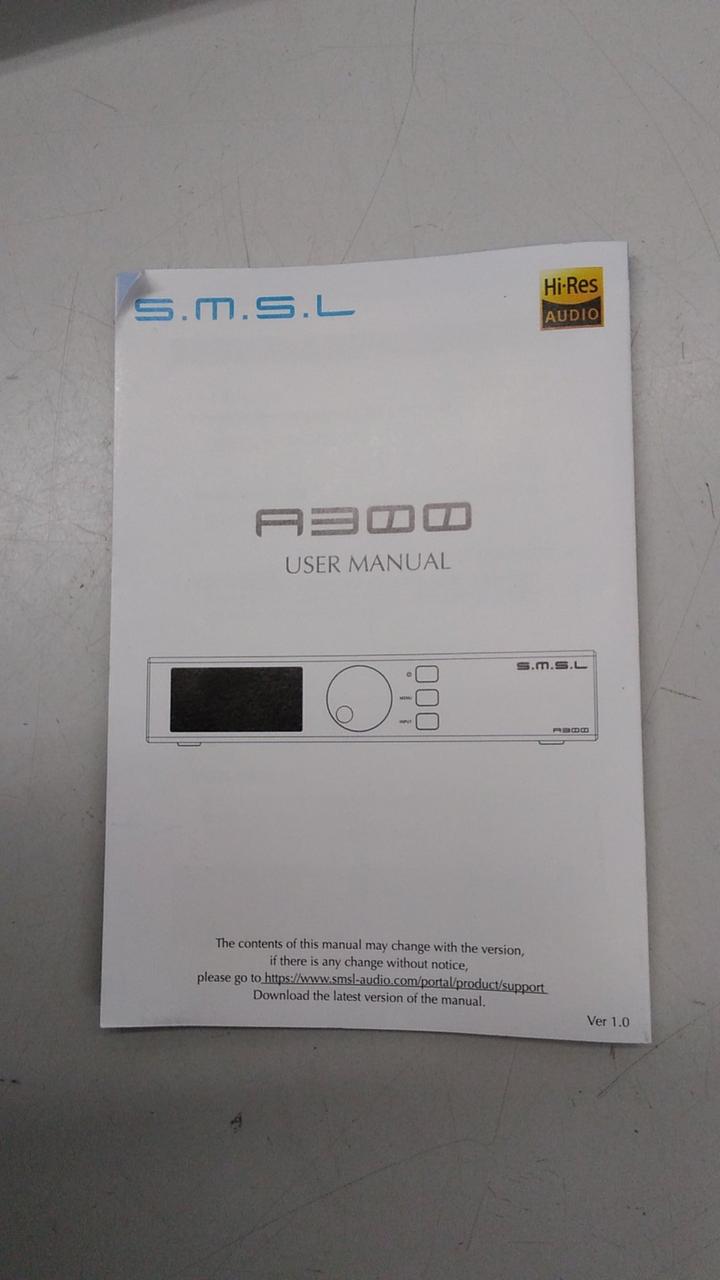 S.M.S.L
Hi-Res
AUDIO
A300
USER MANUAL
MENU
INPUT
S.M.S.L
A300
The contents of this manual may change with the version,
if there is any change without notice,
please go to https://www.smsl-audio.com/portal/product/support
Download the latest version of the manual.
Ver 1.0